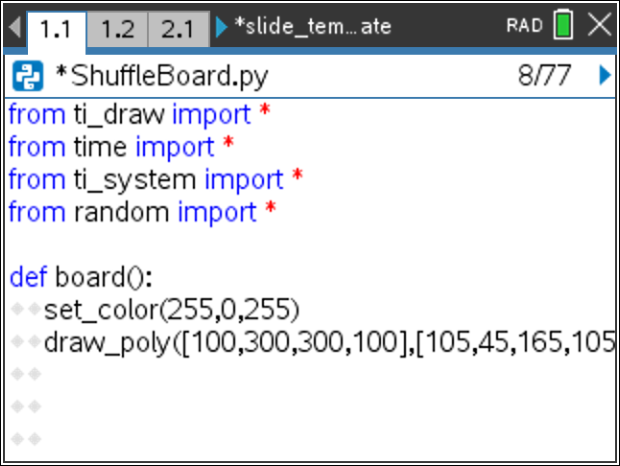 1.1 1.2 2.1 *slide_tem...ate RAD
*ShuffleBoard.py 8/77
from ti_draw import *
from time import *
from ti_system import *
from random import *
def board():
set_color(255,0,255)
draw_poly([100,300,300,100],[105,45,165,105